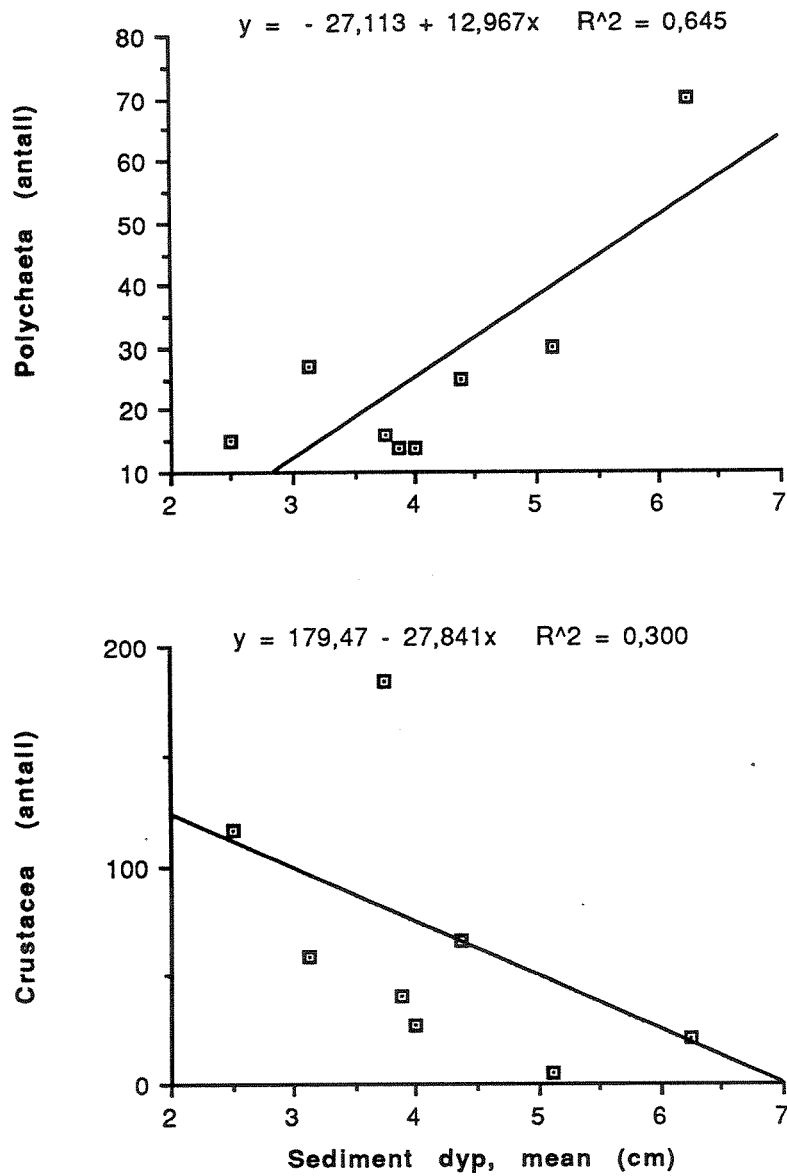 y = - 27,113 + 12,967x R^2 = 0,645
80
70
60
50
40
30
20
10
Polychaeta (antall)
2 3 4 5 6 7
y = 179,47 - 27,841x R^2 = 0,300
200
100
0
Crustacea (antall)
2 3 4 5 6 7
Sediment dyp, mean (cm)